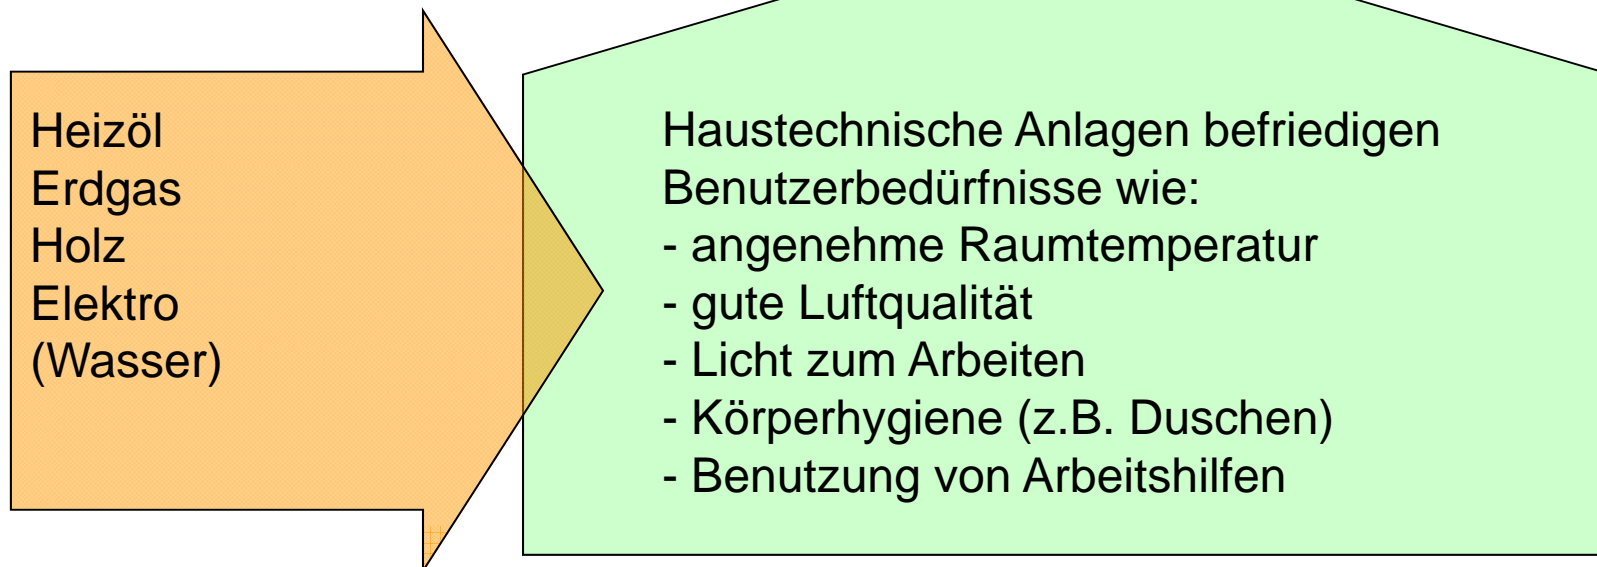 Heizöl
Erdgas
Holz
Elektro
(Wasser)
Haustechnische Anlagen befriedigen
Benutzerbedürfnisse wie:
- angenehme Raumtemperatur
- gute Luftqualität
- Licht zum Arbeiten
- Körperhygiene (z.B. Duschen)
- Benutzung von Arbeitshilfen